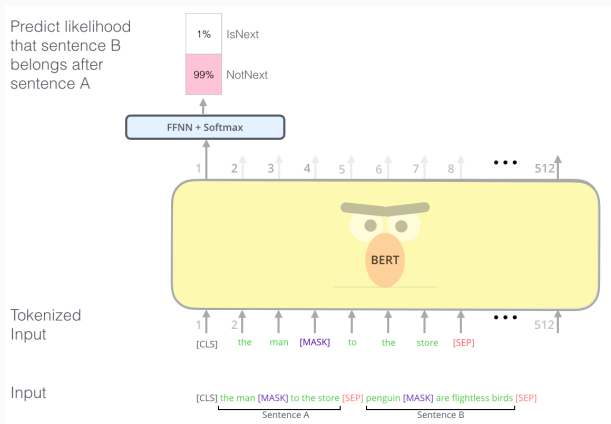 Predict likelihood
that sentence B
belongs after
sentence A
1% IsNext
99% NotNext
FFNN + Softmax
1 2 3 4 5 6 7 8 ••• 512
BERT
Tokenized
Input
1 2 ••• 512
[CLS] the man [MASK] to the store [SEP]
Input
[CLS] the man [MASK] to the store [SEP] penguin [MASK] are flightless birds [SEP]
Sentence A Sentence B